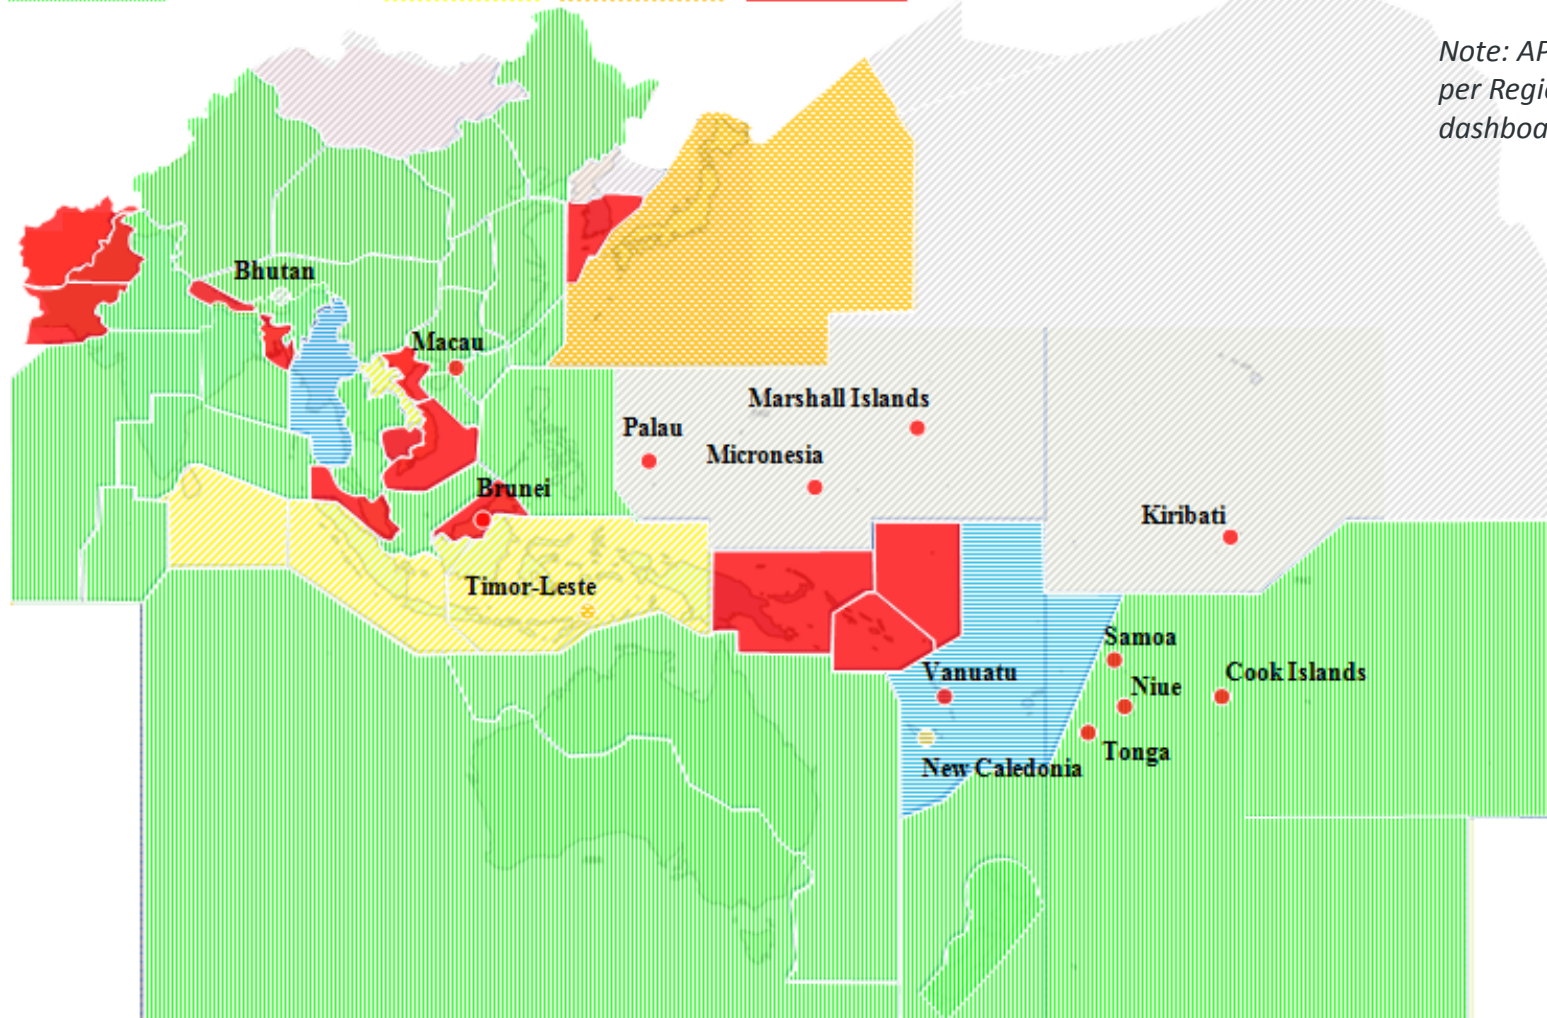 Note: AP
per Regio
dashboa
Bhutan
Macau
Marshall Islands
Palau
Micronesia
Brunei
Kiribati
Timor-Leste
Samoa
Vanuatu
Cook Islands
Niue
Tonga
New Caledonia